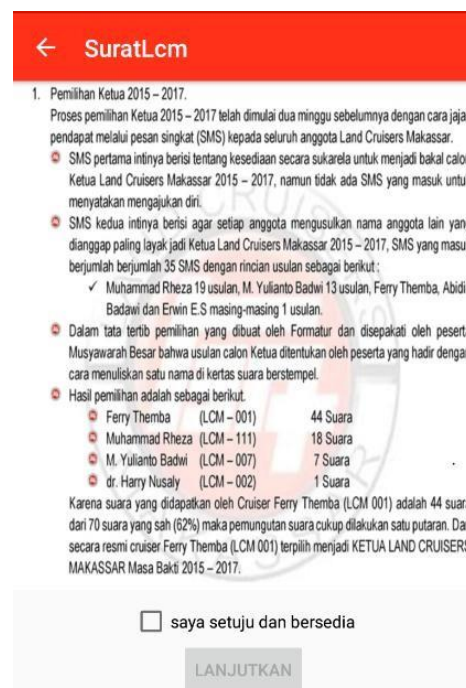 SuratLcm
1. Pemilihan Ketua 2015 – 2017.
Proses pemilihan Ketua 2015 – 2017 telah dimulai dua minggu sebelumnya dengan cara jaja
pendapat melalui pesan singkat (SMS) kepada seluruh anggota Land Cruisers Makassar.
SMS pertama intinya berisi tentang kesediaan secara sukarela untuk menjadi bakal calo
Ketua Land Cruisers Makassar 2015 – 2017, namun tidak ada SMS yang masuk untu
menyatakan mengajukan diri.
SMS kedua intinya berisi agar setiap anggota mengusulkan nama anggota lain yan
dianggap paling layak jadi Ketua Land Cruisers Makassar 2015 – 2017, SMS yang masu
berjumlah berjumlah 35 SMS dengan rincian usulan sebagai berikut :
✓ Muhammad Rheza 19 usulan, M. Yulianto Badwi 13 usulan, Ferry Themba, Abidi
Badawi dan Erwin E.S masing-masing 1 usulan.
Dalam tata tertib pemilihan yang dibuat oleh Formatur dan disepakati oleh pesert
Musyawarah Besar bahwa usulan calon Ketua ditentukan oleh peserta yang hadir dengan
cara menuliskan satu nama di kertas suara berstempel.
Hasil pemilihan adalah sebagai berikut.
Ferry Themba (LCM – 001) 44 Suara
Muhammad Rheza (LCM – 111) 18 Suara
M. Yulianto Badwi (LCM – 007) 7 Suara
dr. Harry Nusaly (LCM – 002) 1 Suara
Karena suara yang didapatkan oleh Cruiser Ferry Themba (LCM 001) adalah 44 suara
dari 70 suara yang sah (62%) maka pemungutan suara cukup dilakukan satu putaran. Da
secara resmi cruiser Ferry Themba (LCM 001) terpilih menjadi KETUA LAND CRUISERS
MAKASSAR Masa Bakti 2015 – 2017.
saya setuju dan bersedia
LANJUTKAN